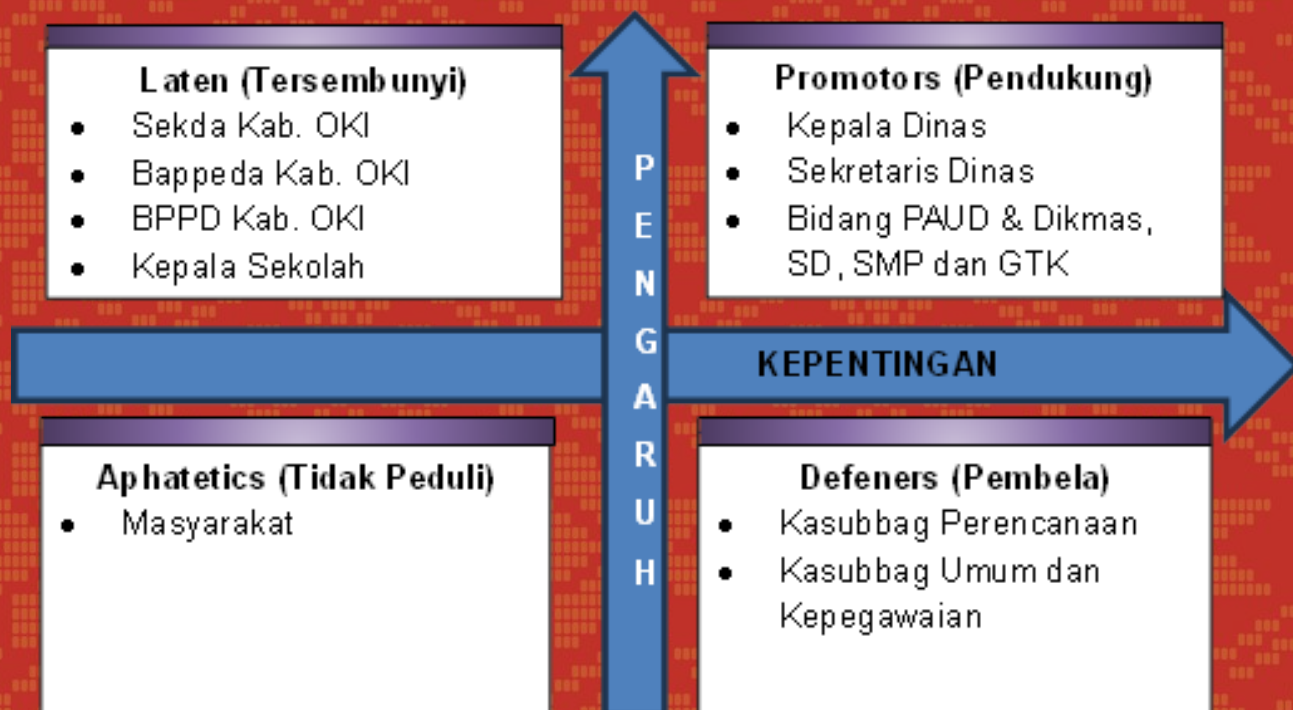 Laten (Tersembunyi)
• Sekda Kab. OKI
• Bappeda Kab. OKI
• BPPD Kab. OKI
• Kepala Sekolah
Promotors (Pendukung)
• Kepala Dinas
• Sekretaris Dinas
• Bidang PAUD & Dikmas,
SD, SMP dan GTK
PENGARUH
KEPENTINGAN
Aphatetics (Tidak Peduli)
• Masyarakat
Defeners (Pembela)
• Kasubbag Perencanaan
• Kasubbag Umum dan
Kepegawaian